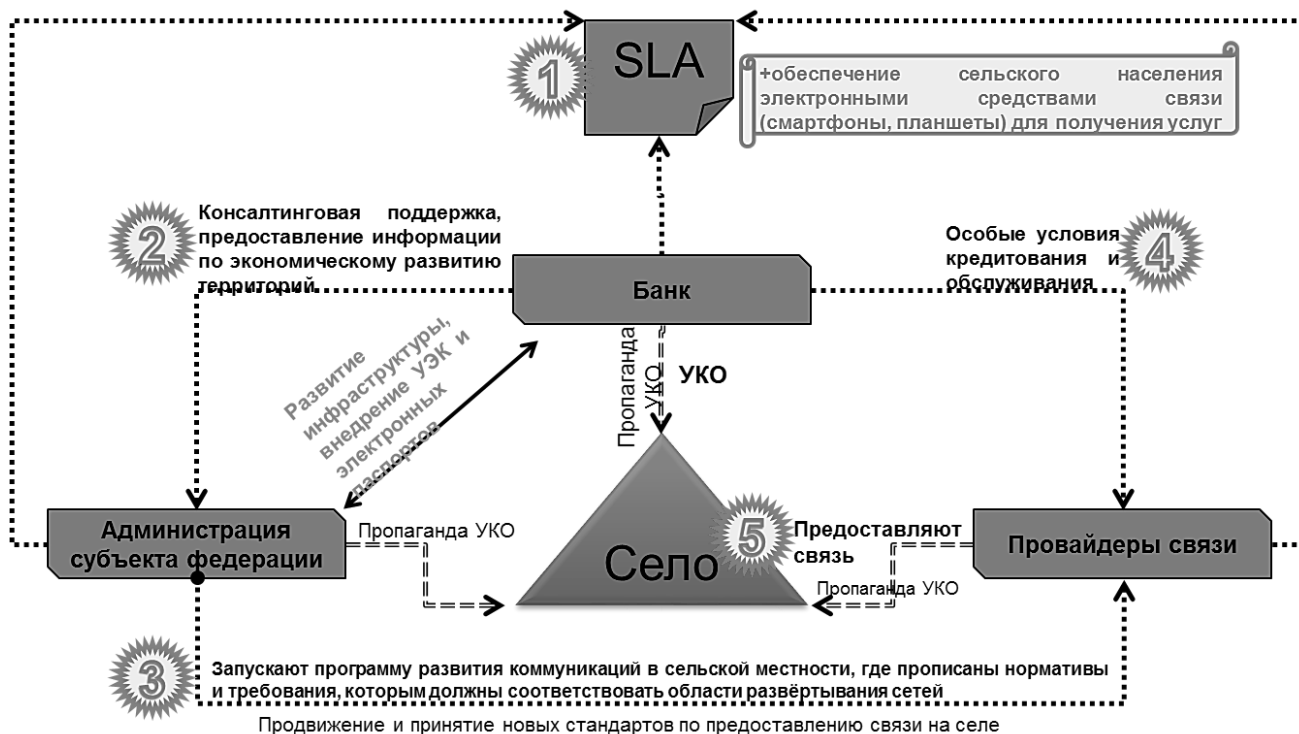 SLA
1
+обеспечение сельского населения
электронными средствами связи
(смартфоны, планшеты) для получения услуг
2
Консалтинговая поддержка,
предоставление информации
по экономическому развитию
территорий
Особые условия
кредитования и
обслуживания
4
Банк
Развитие
инфраструктуры,
внедрение УЭК и
электронных
паспортов
Пропаганда
УКО
УКО
Администрация
субъекта федерации
Пропаганда УКО
Село
5
Предоставляют
связь
Пропаганда УКО
Провайдеры связи
3
Запускают программу развития коммуникаций в сельской местности, где прописаны нормативы
и требования, которым должны соответствовать области развёртывания сетей
Продвижение и принятие новых стандартов по предоставлению связи на селе